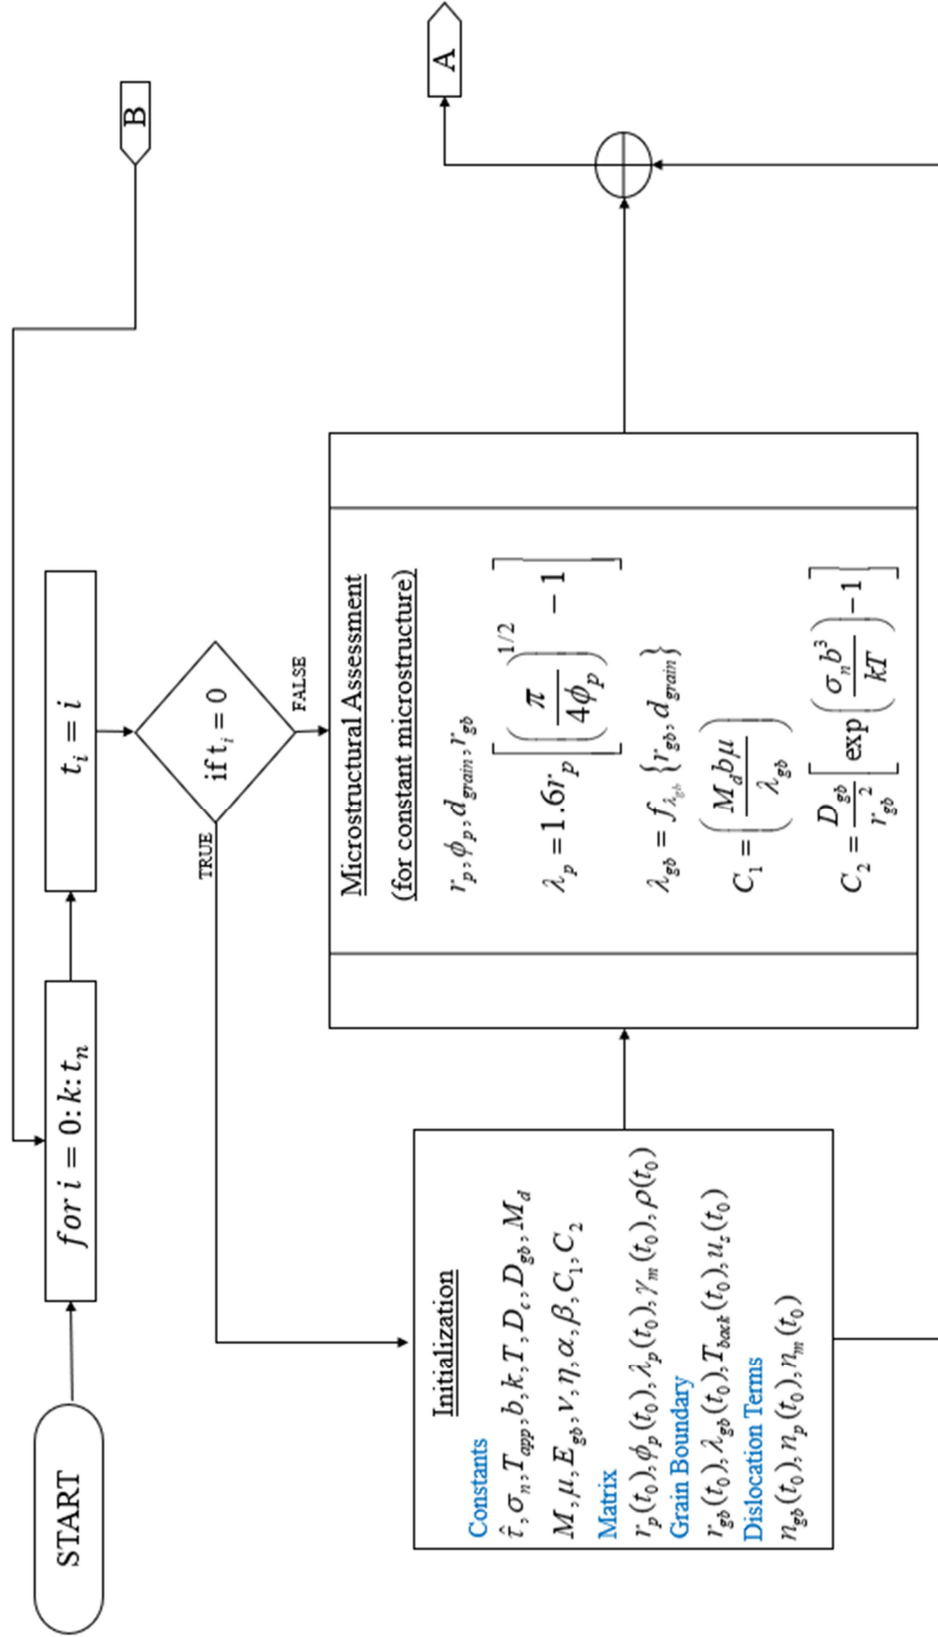 START
for i = 0: k: t_n
t_i = i
B
if t_i = 0
TRUE
FALSE
Initialization
Constants
τ̂, σ_n, T_app, b, k, T, D_c, D_gb, M_d
M, μ, E_gb, ν, η, α, β, C_1, C_2
Matrix
r_p(t_0), ϕ_p(t_0), λ_p(t_0), γ_m(t_0), ρ(t_0)
Grain Boundary
r_gb(t_0), λ_gb(t_0), T_back(t_0), u_z(t_0)
Dislocation Terms
n_gb(t_0), n_p(t_0), n_m(t_0)
Microstructural Assessment
(for constant microstructure)
r_p, ϕ_p, d_grain, r_gb
λ_p = 1.6r_p [(π / 4ϕ_p)^{1/2} − 1]
λ_gb = f_{λ_gb} {r_gb, d_grain}
C_1 = (M_d bμ / λ_gb)
C_2 = D_gb / r_gb^2 [exp(σ_n b^3 / kT) − 1]
A